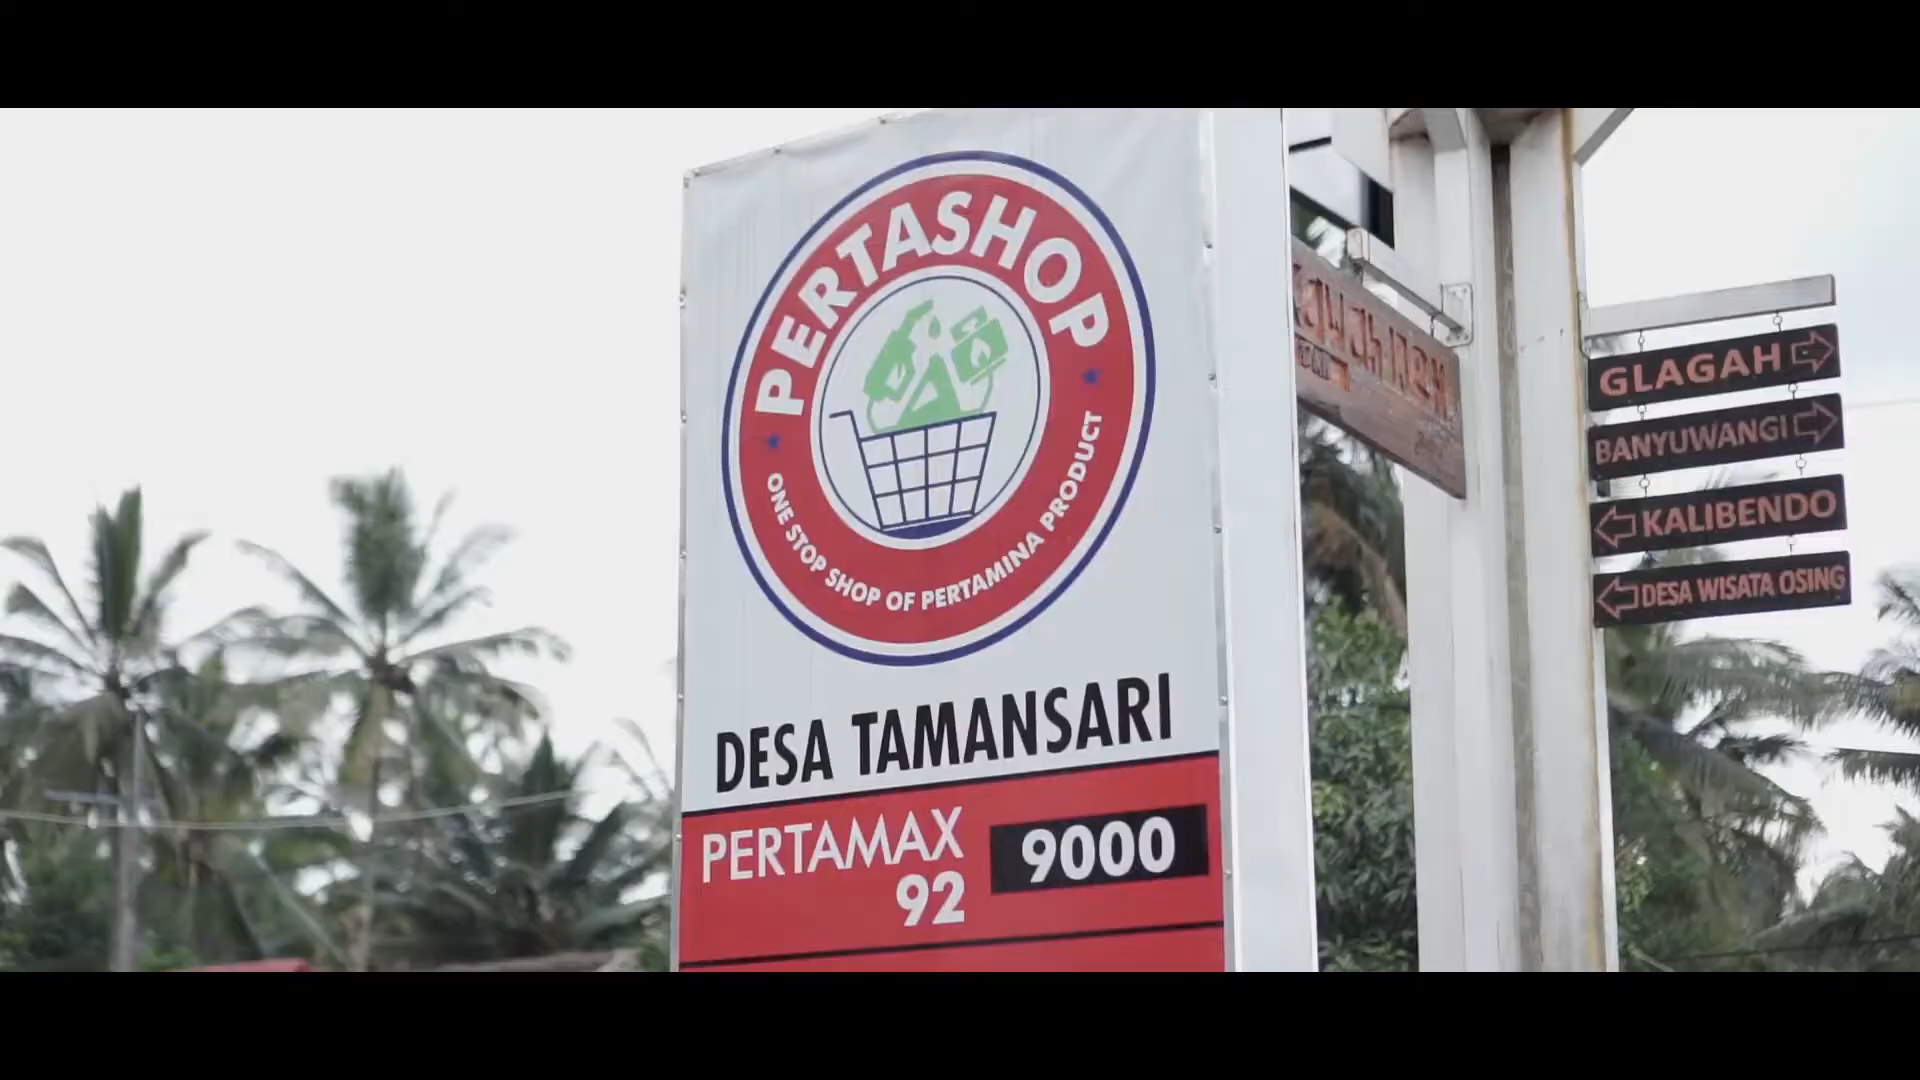 PERTASHOP
ONE STOP SHOP OF PERTAMINA PRODUCT
DESA TAMANSARI
PERTAMAX 9000
92
GLAGAH
BANYUWANGI
KALIBENDO
DESA WISATA OSING